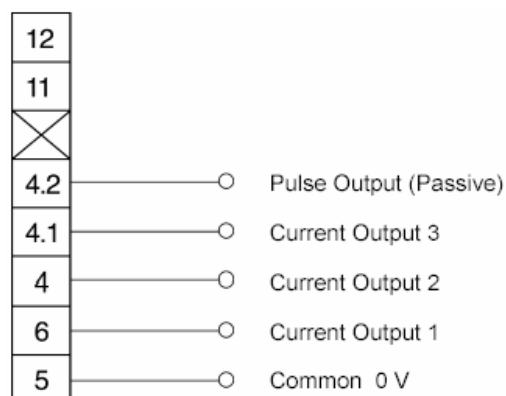 12
11
4.2 Pulse Output (Passive)
4.1 Current Output 3
4 Current Output 2
6 Current Output 1
5 Common 0 V